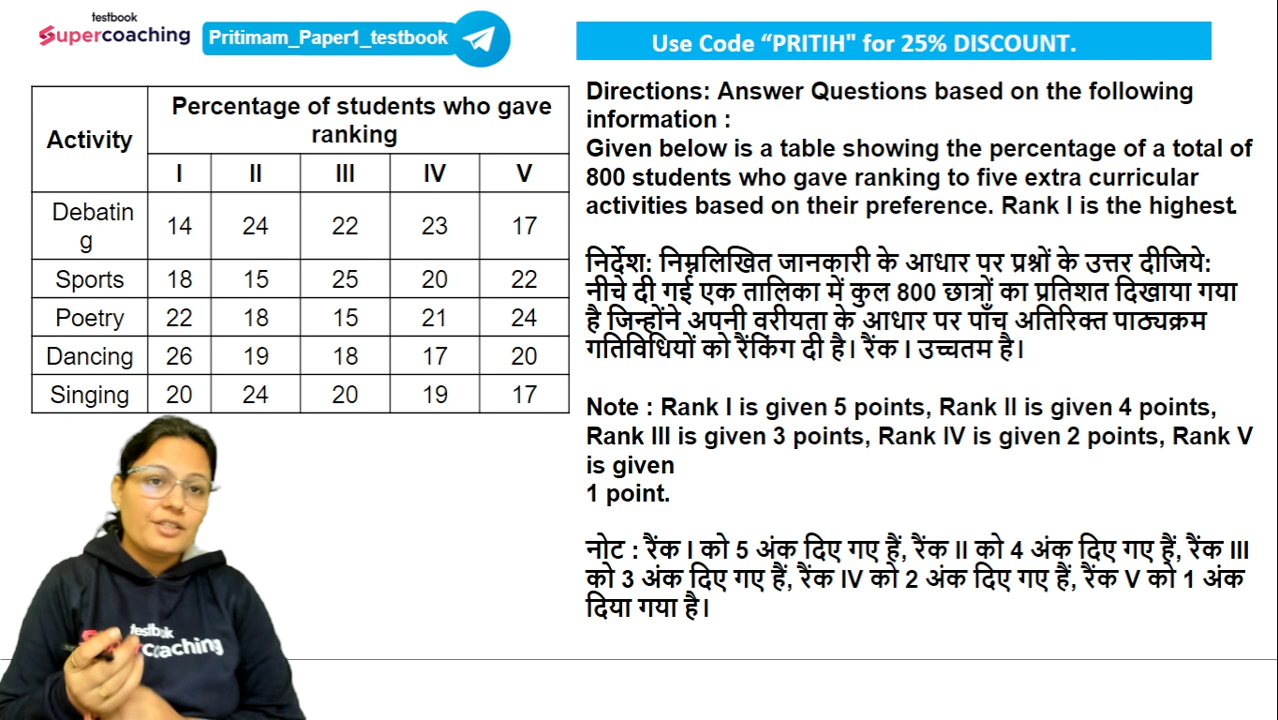 testbook
Supercoaching
Pritimam_Paper1_testbook
Use Code “PRITIH" for 25% DISCOUNT.
Activity
Percentage of students who gave
ranking
I II III IV V
Debatin
g
14 24 22 23 17
Sports 18 15 25 20 22
Poetry 22 18 15 21 24
Dancing 26 19 18 17 20
Singing 20 24 20 19 17
Directions: Answer Questions based on the following
information :
Given below is a table showing the percentage of a total of
800 students who gave ranking to five extra curricular
activities based on their preference. Rank I is the highest.
निर्देश: निम्नलिखित जानकारी के आधार पर प्रश्नों के उत्तर दीजिये:
नीचे दी गई एक तालिका में कुल 800 छात्रों का प्रतिशत दिखाया गया
है जिन्होंने अपनी वरीयता के आधार पर पाँच अतिरिक्त पाठ्यक्रम
गतिविधियों को रैंकिंग दी है। रैंक I उच्चतम है।
Note : Rank I is given 5 points, Rank II is given 4 points,
Rank III is given 3 points, Rank IV is given 2 points, Rank V
is given
1 point.
नोट : रैंक I को 5 अंक दिए गए हैं, रैंक II को 4 अंक दिए गए हैं, रैंक III
को 3 अंक दिए गए हैं, रैंक IV को 2 अंक दिए गए हैं, रैंक V को 1 अंक
दिया गया है।
testbook
Supercoaching